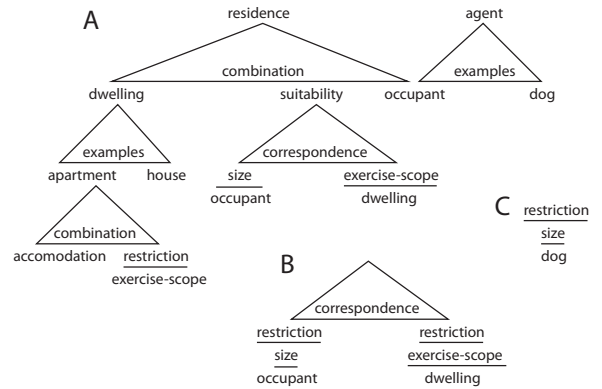 A
residence
agent
combination
examples
dwelling
suitability
occupant
dog
examples
correspondence
apartment
house
size
occupant
exercise-scope
dwelling
combination
accomodation
restriction
exercise-scope
B
correspondence
restriction
size
occupant
restriction
exercise-scope
dwelling
C
restriction
size
dog